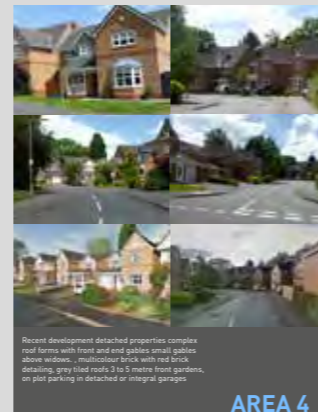 Recent development detached properties complex
roof forms with front and end gables small gables
above widows. , multicolour brick with red brick
detailing, grey tiled roofs 3 to 5 metre front gardens,
on plot parking in detached or integral garages
AREA 4